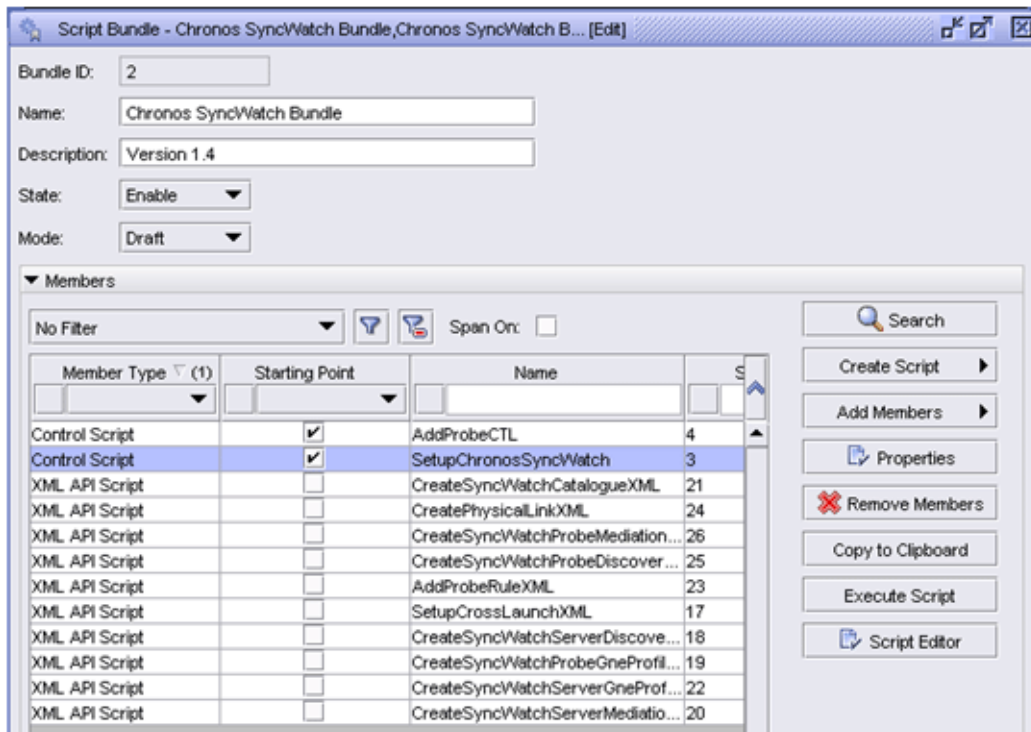 Script Bundle - Chronos SyncWatch Bundle,Chronos SyncWatch B... [Edit]
Bundle ID: 2
Name: Chronos SyncWatch Bundle
Description: Version 1.4
State: Enable
Mode: Draft
Members
No Filter Span On: Search
Member Type (1) Starting Point Name S Create Script
Add Members
Control Script AddProbeCTL 4
Control Script SetupChronosSyncWatch 3 Properties
XML API Script CreateSyncWatchCatalogueXML 21
XML API Script CreatePhysicalLinkXML 24 Remove Members
XML API Script CreateSyncWatchProbeMediation... 26
XML API Script CreateSyncWatchProbeDiscover... 25 Copy to Clipboard
XML API Script AddProbeRuleXML 23
XML API Script SetupCrossLaunchXML 17 Execute Script
XML API Script CreateSyncWatchServerDiscove... 18
XML API Script CreateSyncWatchProbeGneProfil... 19 Script Editor
XML API Script CreateSyncWatchServerGneProf... 22
XML API Script CreateSyncWatchServerMediatio... 20